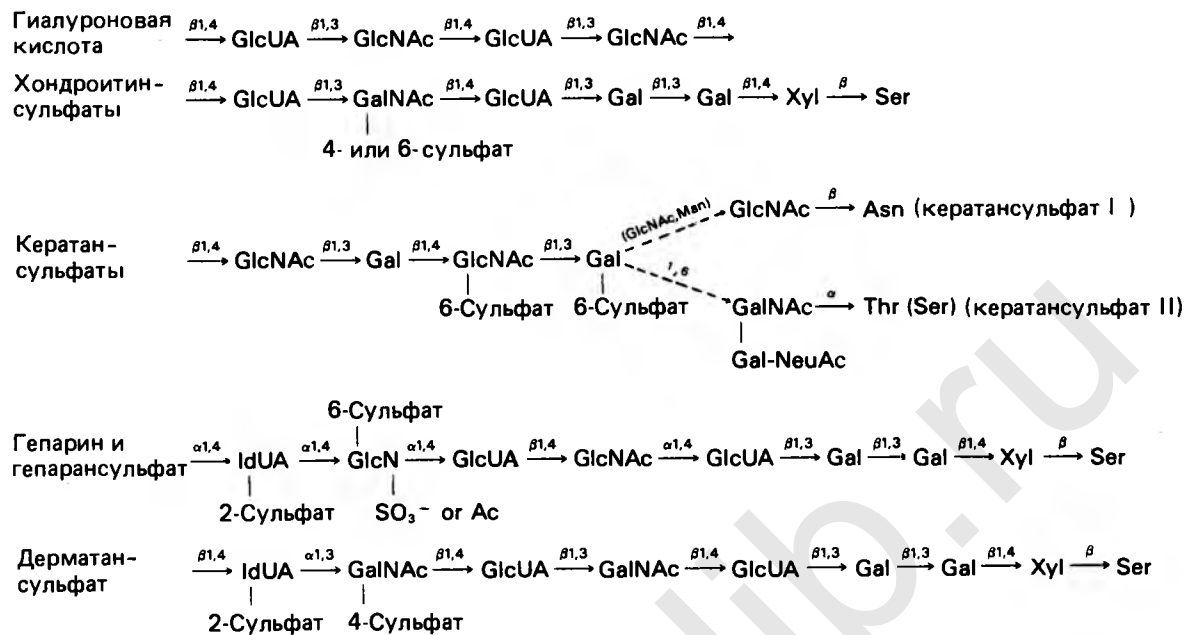 Гиалуроновая кислота β1,4 GlcUA β1,3 GlcNAc β1,4 GlcUA β1,3 GlcNAc β1,4
Хондроитин-
сульфаты β1,4 GlcUA β1,3 GalNAc β1,4 GlcUA β1,3 Gal β1,3 Gal β1,4 Xyl β Ser
4- или 6-сульфат
(GlcNAc,Man) GlcNAc β Asn (кератансульфат I )
Кератан-
сульфаты β1,4 GlcNAc β1,3 Gal β1,4 GlcNAc β1,3 Gal
6-Сульфат 6-Сульфат
1,6 GalNAc α Thr (Ser) (кератансульфат II)
Gal-NeuAc
6-Сульфат
Гепарин и
гепарансульфат α1,4 IdUA α1,4 GlcN α1,4 GlcUA β1,4 GlcNAc α1,4 GlcUA β1,3 Gal β1,3 Gal β1,4 Xyl β Ser
2-Сульфат SO₃⁻ or Ac
Дерматан-
сульфат β1,4 IdUA α1,3 GalNAc β1,4 GlcUA β1,3 GalNAc β1,4 GlcUA β1,3 Gal β1,3 Gal β1,4 Xyl β Ser
2-Сульфат 4-Сульфат
lib.ru